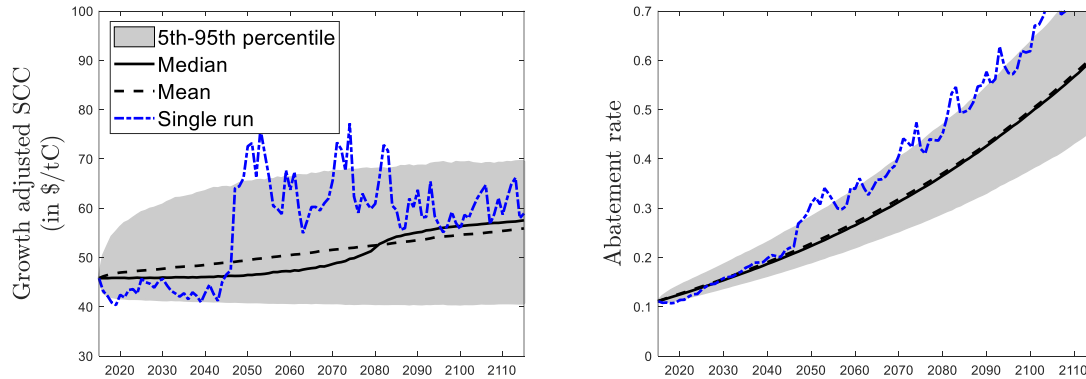 Growth adjusted SCC
(in $/tC)
100
90
80
70
60
50
40
30
5th-95th percentile
Median
Mean
Single run
2020 2030 2040 2050 2060 2070 2080 2090 2100 2110
Abatement rate
0.7
0.6
0.5
0.4
0.3
0.2
0.1
0
2020 2030 2040 2050 2060 2070 2080 2090 2100 2110